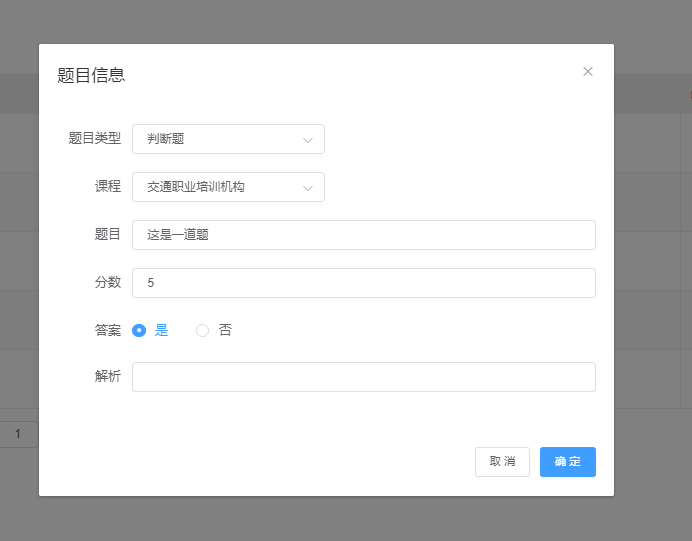 题目信息
题目类型 判断题
课程 交通职业培训机构
题目 这是一道题
分数 5
答案 是 否
解析
1
取消 确定